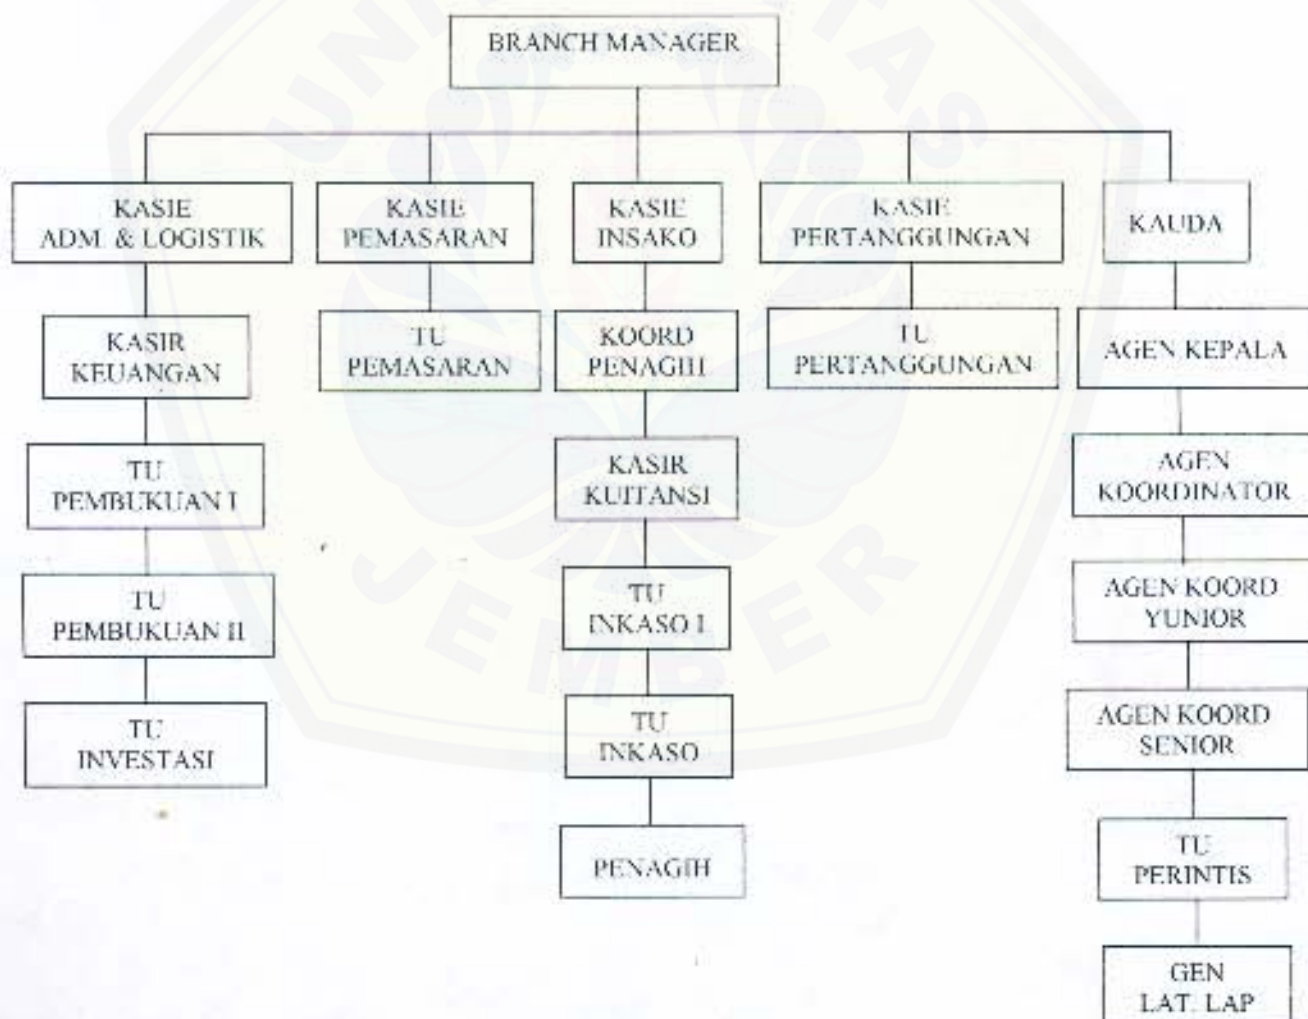 BRANCH MANAGER
KASIE
ADM. & LOGISTIK
KASIE
PEMASARAN
KASIE
INSAKO
KASIE
PERTANGGUNGAN
KAUDA
KASIR
KEUANGAN
TU
PEMASARAN
KOORD
PENAGIH
TU
PERTANGGUNGAN
AGEN KEPALA
TU
PEMBUKUAN I
KASIR
KUITANSI
AGEN
KOORDINATOR
TU
PEMBUKUAN II
TU
INKASO I
AGEN KOORD
YUNIOR
TU
INVESTASI
TU
INKASO
AGEN KOORD
SENIOR
PENAGIH
TU
PERINTIS
GEN
LAT. LAP
JEMBER